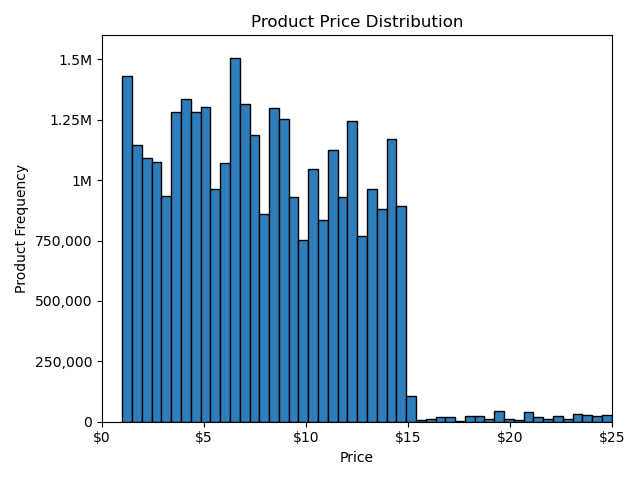 Product Price Distribution
1.5M
1.25M
1M
750,000
500,000
250,000
0
Product Frequency
$0 $5 $10 $15 $20 $25
Price